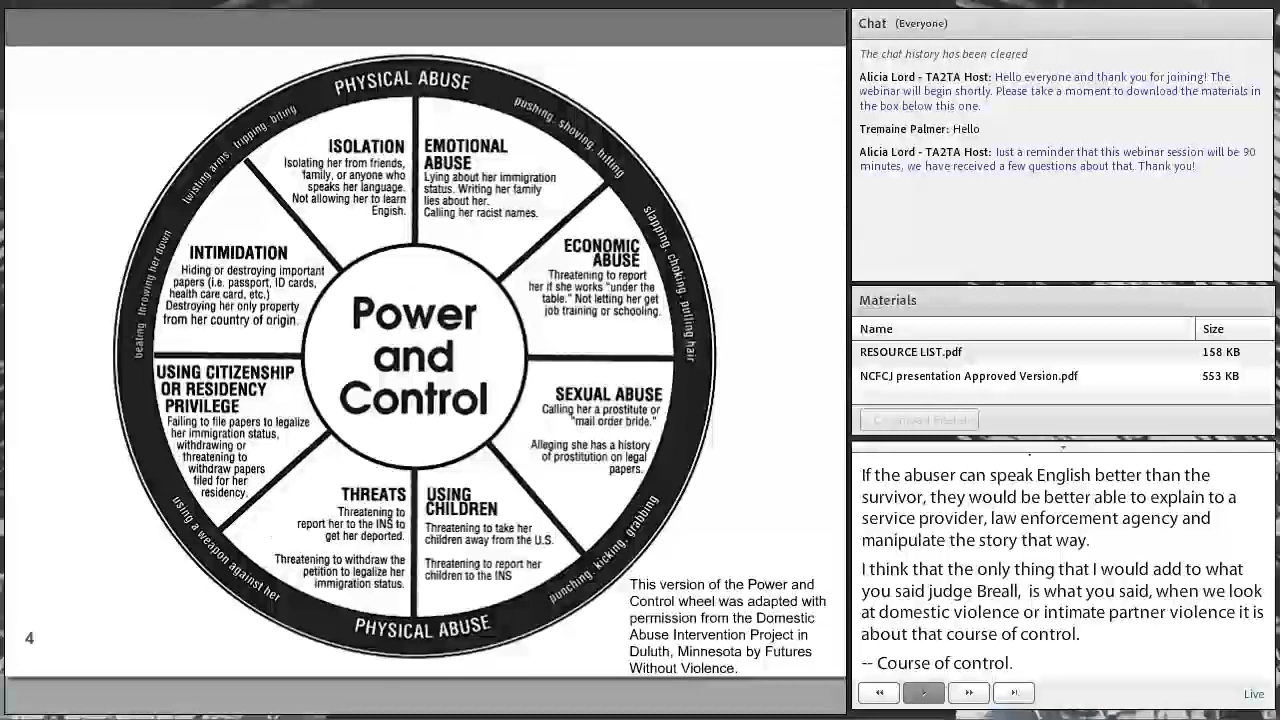 PHYSICAL ABUSE
twisting arms, tripping, biting
pushing, shoving, hitting
slapping, choking, pulling hair
punching, kicking, grabbing
PHYSICAL ABUSE
using a weapon against her
beating, throwing her down
ISOLATION
Isolating her from friends,
family, or anyone who
speaks her language.
Not allowing her to learn
Engish.
EMOTIONAL
ABUSE
Lying about her immigration
status. Writing her family
lies about her.
Calling her racist names.
ECONOMIC
ABUSE
Threatening to report
her if she works "under the
table." Not letting her get
job training or schooling.
SEXUAL ABUSE
Calling her a prostitute or
"mail order bride."
Alleging she has a history
of prostitution on legal
papers.
USING
CHILDREN
Threatening to take her
children away from the U.S.
Threatening to report her
children to the INS
THREATS
Threatening to
report her to the INS to
get her deported.
Threatening to withdraw the
petition to legalize her
immigration status.
USING CITIZENSHIP
OR RESIDENCY
PRIVILEGE
Failing to file papers to legalize
her immigration status,
withdrawing or
threatening to
withdraw papers
filed for her
residency.
INTIMIDATION
Hiding or destroying important
papers (i.e. passport, ID cards,
health care card, etc.)
Destroying her only property
from her country of origin.
Power
and
Control
This version of the Power and
Control wheel was adapted with
permission from the Domestic
Abuse Intervention Project in
Duluth, Minnesota by Futures
Without Violence.
4
Chat (Everyone)
The chat history has been cleared
Alicia Lord - TA2TA Host: Hello everyone and thank you for joining! The
webinar will begin shortly. Please take a moment to download the materials in
the box below this one.
Tremaine Palmer: Hello
Alicia Lord - TA2TA Host: Just a reminder that this webinar session will be 90
minutes, we have received a few questions about that. Thank you!
Materials
Name Size
RESOURCE LIST.pdf 158 KB
NCFCJ presentation Approved Version.pdf 553 KB
If the abuser can speak English better than the
survivor, they would be better able to explain to a
service provider, law enforcement agency and
manipulate the story that way.
I think that the only thing that I would add to what
you said judge Breall, is what you said, when we look
at domestic violence or intimate partner violence it is
about that course of control.
-- Course of control.
Live